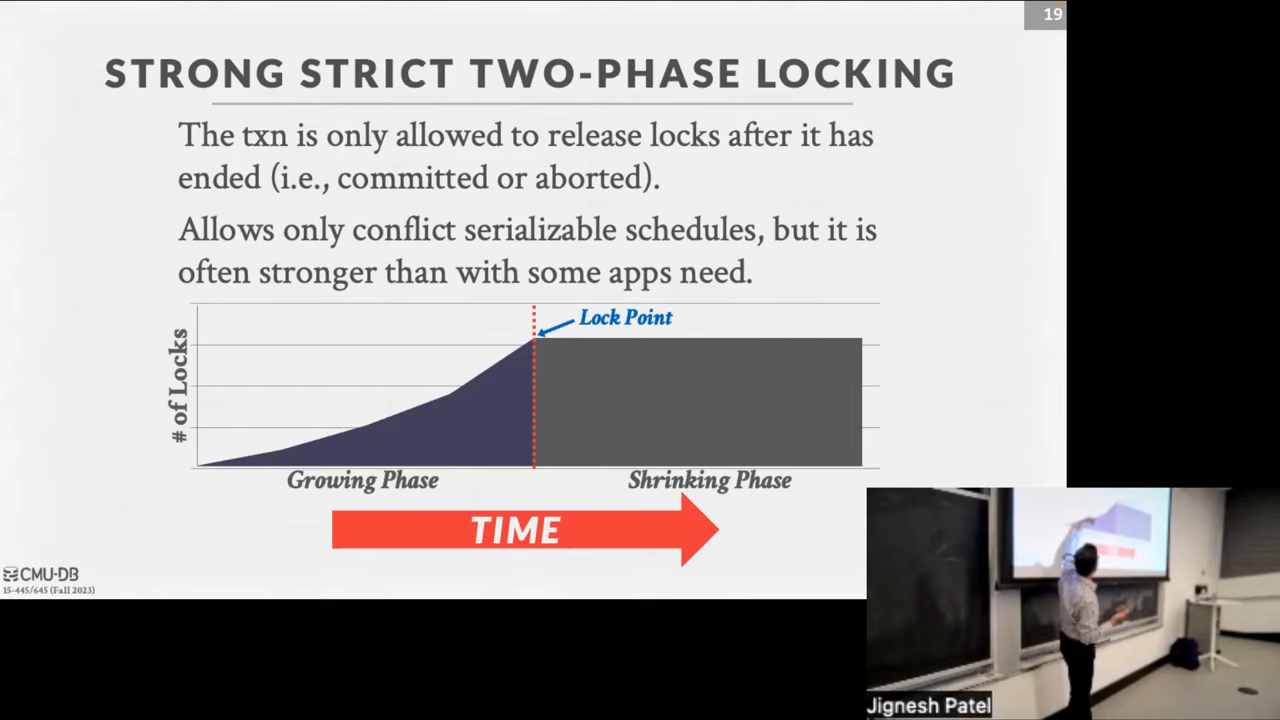 19
STRONG STRICT TWO-PHASE LOCKING
The txn is only allowed to release locks after it has
ended (i.e., committed or aborted).
Allows only conflict serializable schedules, but it is
often stronger than with some apps need.
Lock Point
# of Locks
Growing Phase
Shrinking Phase
TIME
CMU·DB
15-445/645 (Fall 2023)
Jignesh Patel